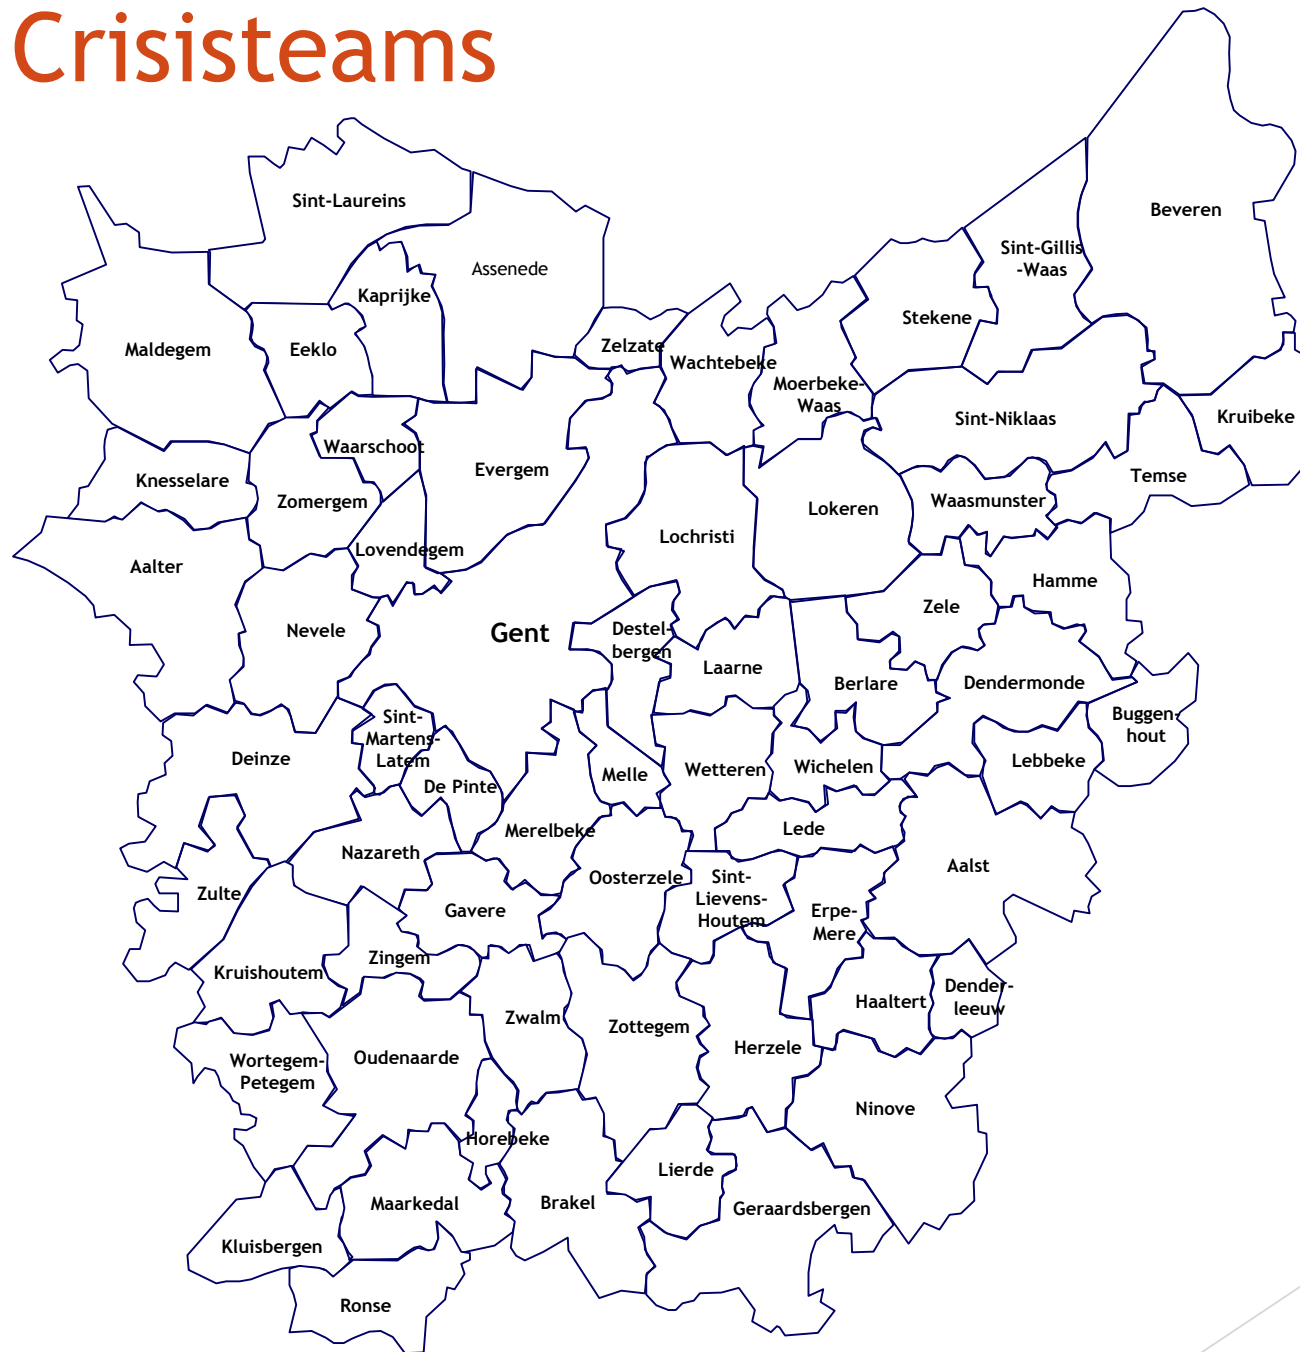 Crisisteams
Sint-Laureins
Beveren
Sint-Gillis
-Waas
Assenede
Kaprijke
Stekene
Maldegem
Eeklo
Zelzate
Wachtebeke
Moerbeke-
Waas
Sint-Niklaas
Kruibeke
Waarschoot
Evergem
Temse
Knesselare
Zomergem
Waasmunster
Lokeren
Lochristi
Lovendegem
Aalter
Hamme
Zele
Nevele
Gent
Destel-
bergen
Laarne
Berlare
Dendermonde
Buggen-
hout
Sint-
Martens-
Latem
Deinze
De Pinte
Melle
Wetteren
Wichelen
Lebbeke
Merelbeke
Lede
Nazareth
Aalst
Zulte
Oosterzele
Sint-
Lievens-
Houtem
Gavere
Erpe-
Mere
Kruishoutem
Zingem
Haaltert
Dender-
leeuw
Zwalm
Zottegem
Herzele
Wortegem-
Petegem
Oudenaarde
Ninove
Horebeke
Lierde
Maarkedal
Brakel
Geraardsbergen
Kluisbergen
Ronse